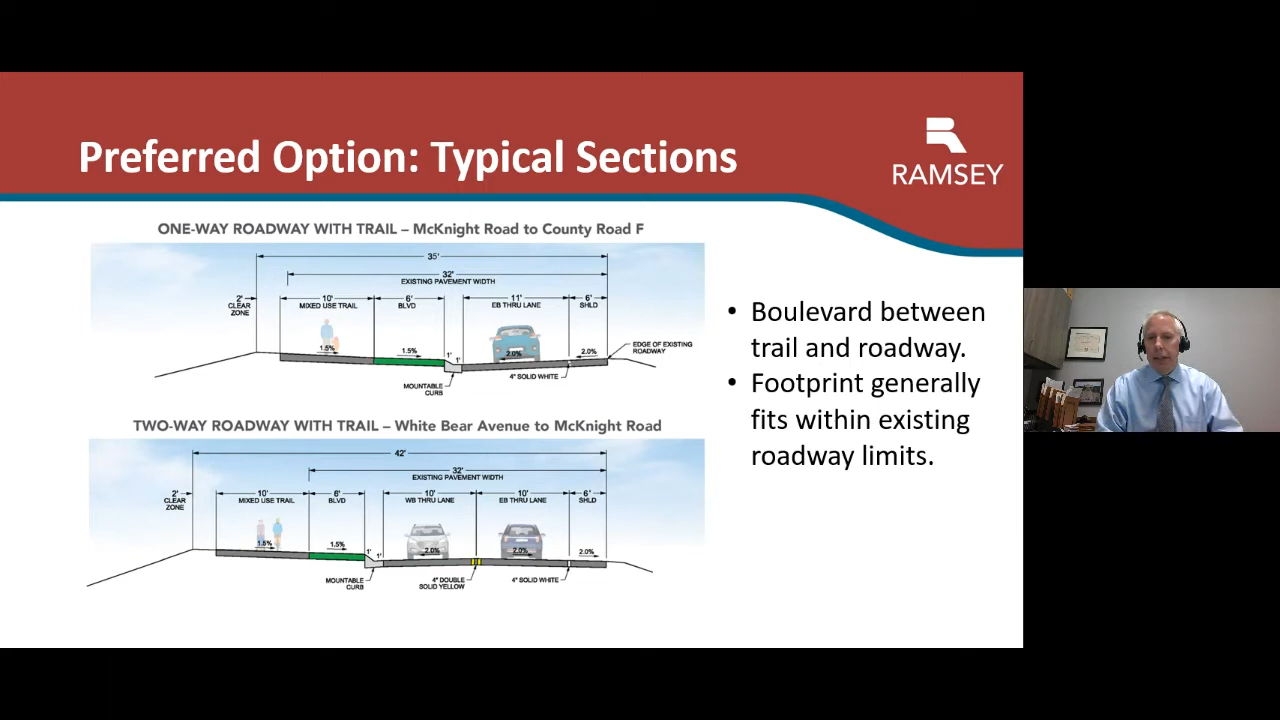 Preferred Option: Typical Sections
RAMSEY
ONE-WAY ROADWAY WITH TRAIL – McKnight Road to County Road F
35'
32'
EXISTING PAVEMENT WIDTH
2'
CLEAR
ZONE
10'
MIXED USE TRAIL
6'
BLVD
11'
EB THRU LANE
6'
SHLD
1.5%
1.5%
1'
1'
2.0%
2.0%
EDGE OF EXISTING
ROADWAY
4" SOLID WHITE
MOUNTABLE
CURB
TWO-WAY ROADWAY WITH TRAIL – White Bear Avenue to McKnight Road
42'
32'
EXISTING PAVEMENT WIDTH
2'
CLEAR
ZONE
10'
MIXED USE TRAIL
6'
BLVD
10'
WB THRU LANE
10'
EB THRU LANE
6'
SHLD
1.5%
1.5%
1'
1'
2.0%
2.0%
2.0%
MOUNTABLE
CURB
4" DOUBLE
SOLID YELLOW
4" SOLID WHITE
• Boulevard between
trail and roadway.
• Footprint generally
fits within existing
roadway limits.